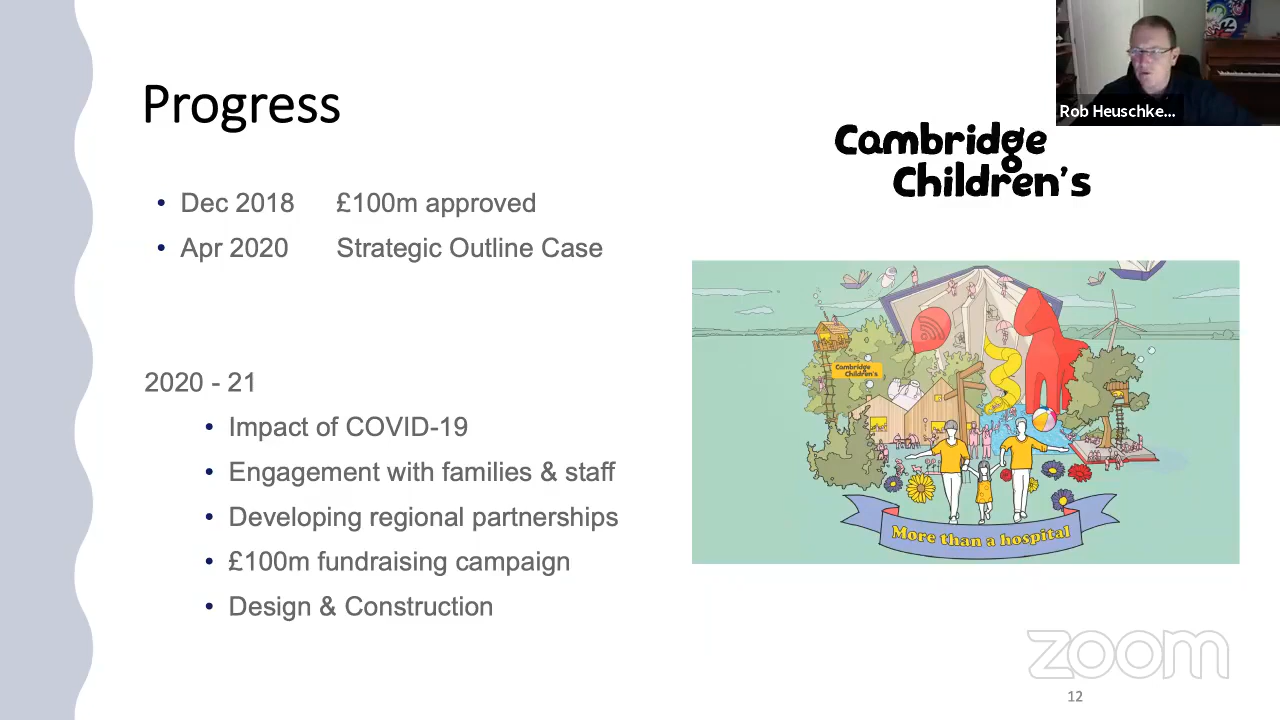 Progress
Rob Heuschke...
Cambridge
Children's
• Dec 2018 £100m approved
• Apr 2020 Strategic Outline Case
2020 - 21
• Impact of COVID-19
• Engagement with families & staff
• Developing regional partnerships
• £100m fundraising campaign
• Design & Construction
Cambridge
Children's
More than a hospital
zoom
12